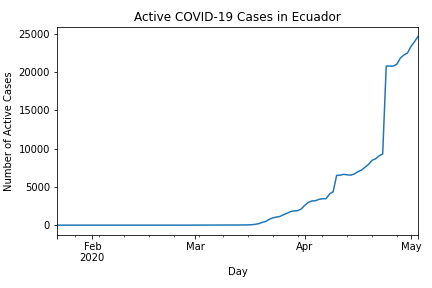 Active COVID-19 Cases in Ecuador
Number of Active Cases
25000
20000
15000
10000
5000
0
Feb
2020
Mar
Apr
May
Day